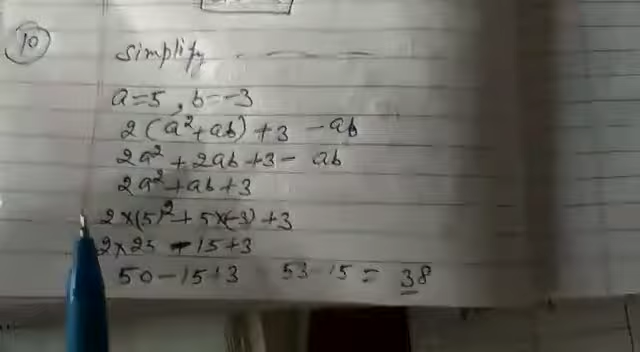 10
Simplify
a=5, b=-3
2(a²+ab)+3-ab
2a²+2ab+3-ab
2a²+ab+3
2×(5)²+5×(-3)+3
2×25-15+3
50-15+3 53-15=38